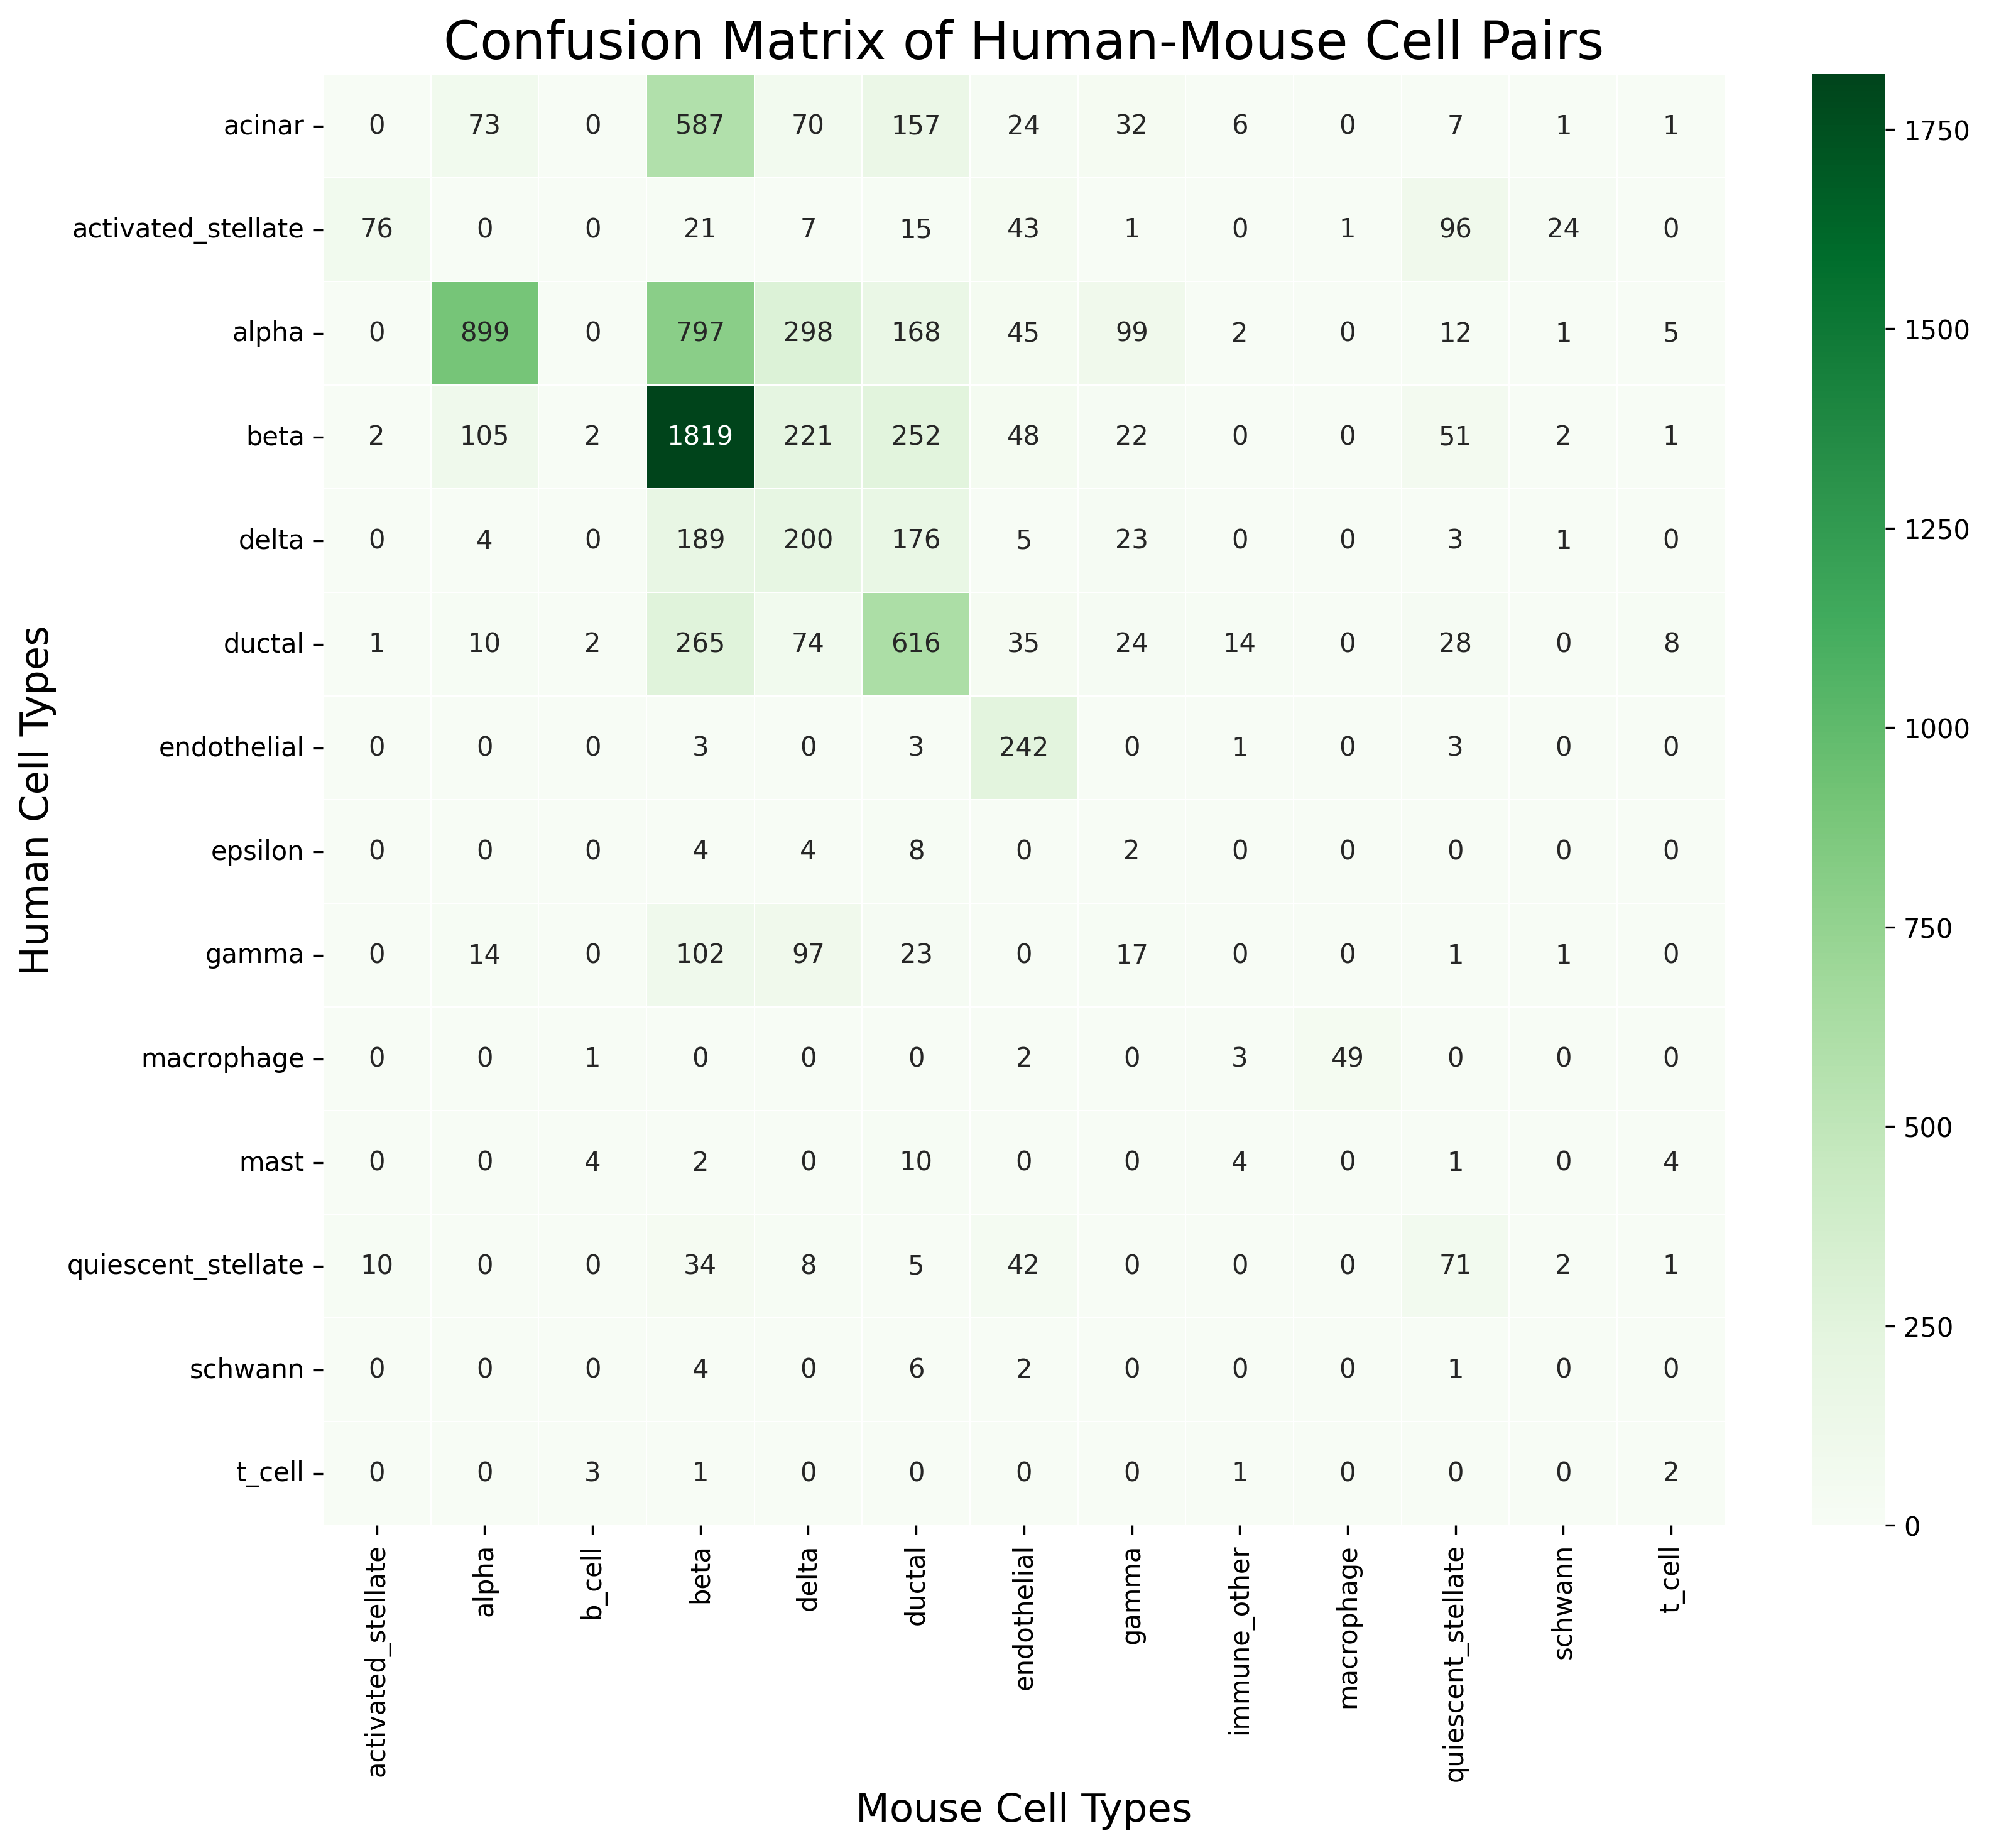 Confusion Matrix of Human-Mouse Cell Pairs
Human Cell Types
acinar 0 73 0 587 70 157 24 32 6 0 7 1 1
activated_stellate 76 0 0 21 7 15 43 1 0 1 96 24 0
alpha 0 899 0 797 298 168 45 99 2 0 12 1 5
beta 2 105 2 1819 221 252 48 22 0 0 51 2 1
delta 0 4 0 189 200 176 5 23 0 0 3 1 0
ductal 1 10 2 265 74 616 35 24 14 0 28 0 8
endothelial 0 0 0 3 0 3 242 0 1 0 3 0 0
epsilon 0 0 0 4 4 8 0 2 0 0 0 0 0
gamma 0 14 0 102 97 23 0 17 0 0 1 1 0
macrophage 0 0 1 0 0 0 2 0 3 49 0 0 0
mast 0 0 4 2 0 10 0 0 4 0 1 0 4
quiescent_stellate 10 0 0 34 8 5 42 0 0 0 71 2 1
schwann 0 0 0 4 0 6 2 0 0 0 1 0 0
t_cell 0 0 3 1 0 0 0 0 1 0 0 0 2
activated_stellate
alpha
b_cell
beta
delta
ductal
endothelial
gamma
immune_other
macrophage
quiescent_stellate
schwann
t_cell
Mouse Cell Types
1750
1500
1250
1000
750
500
250
0